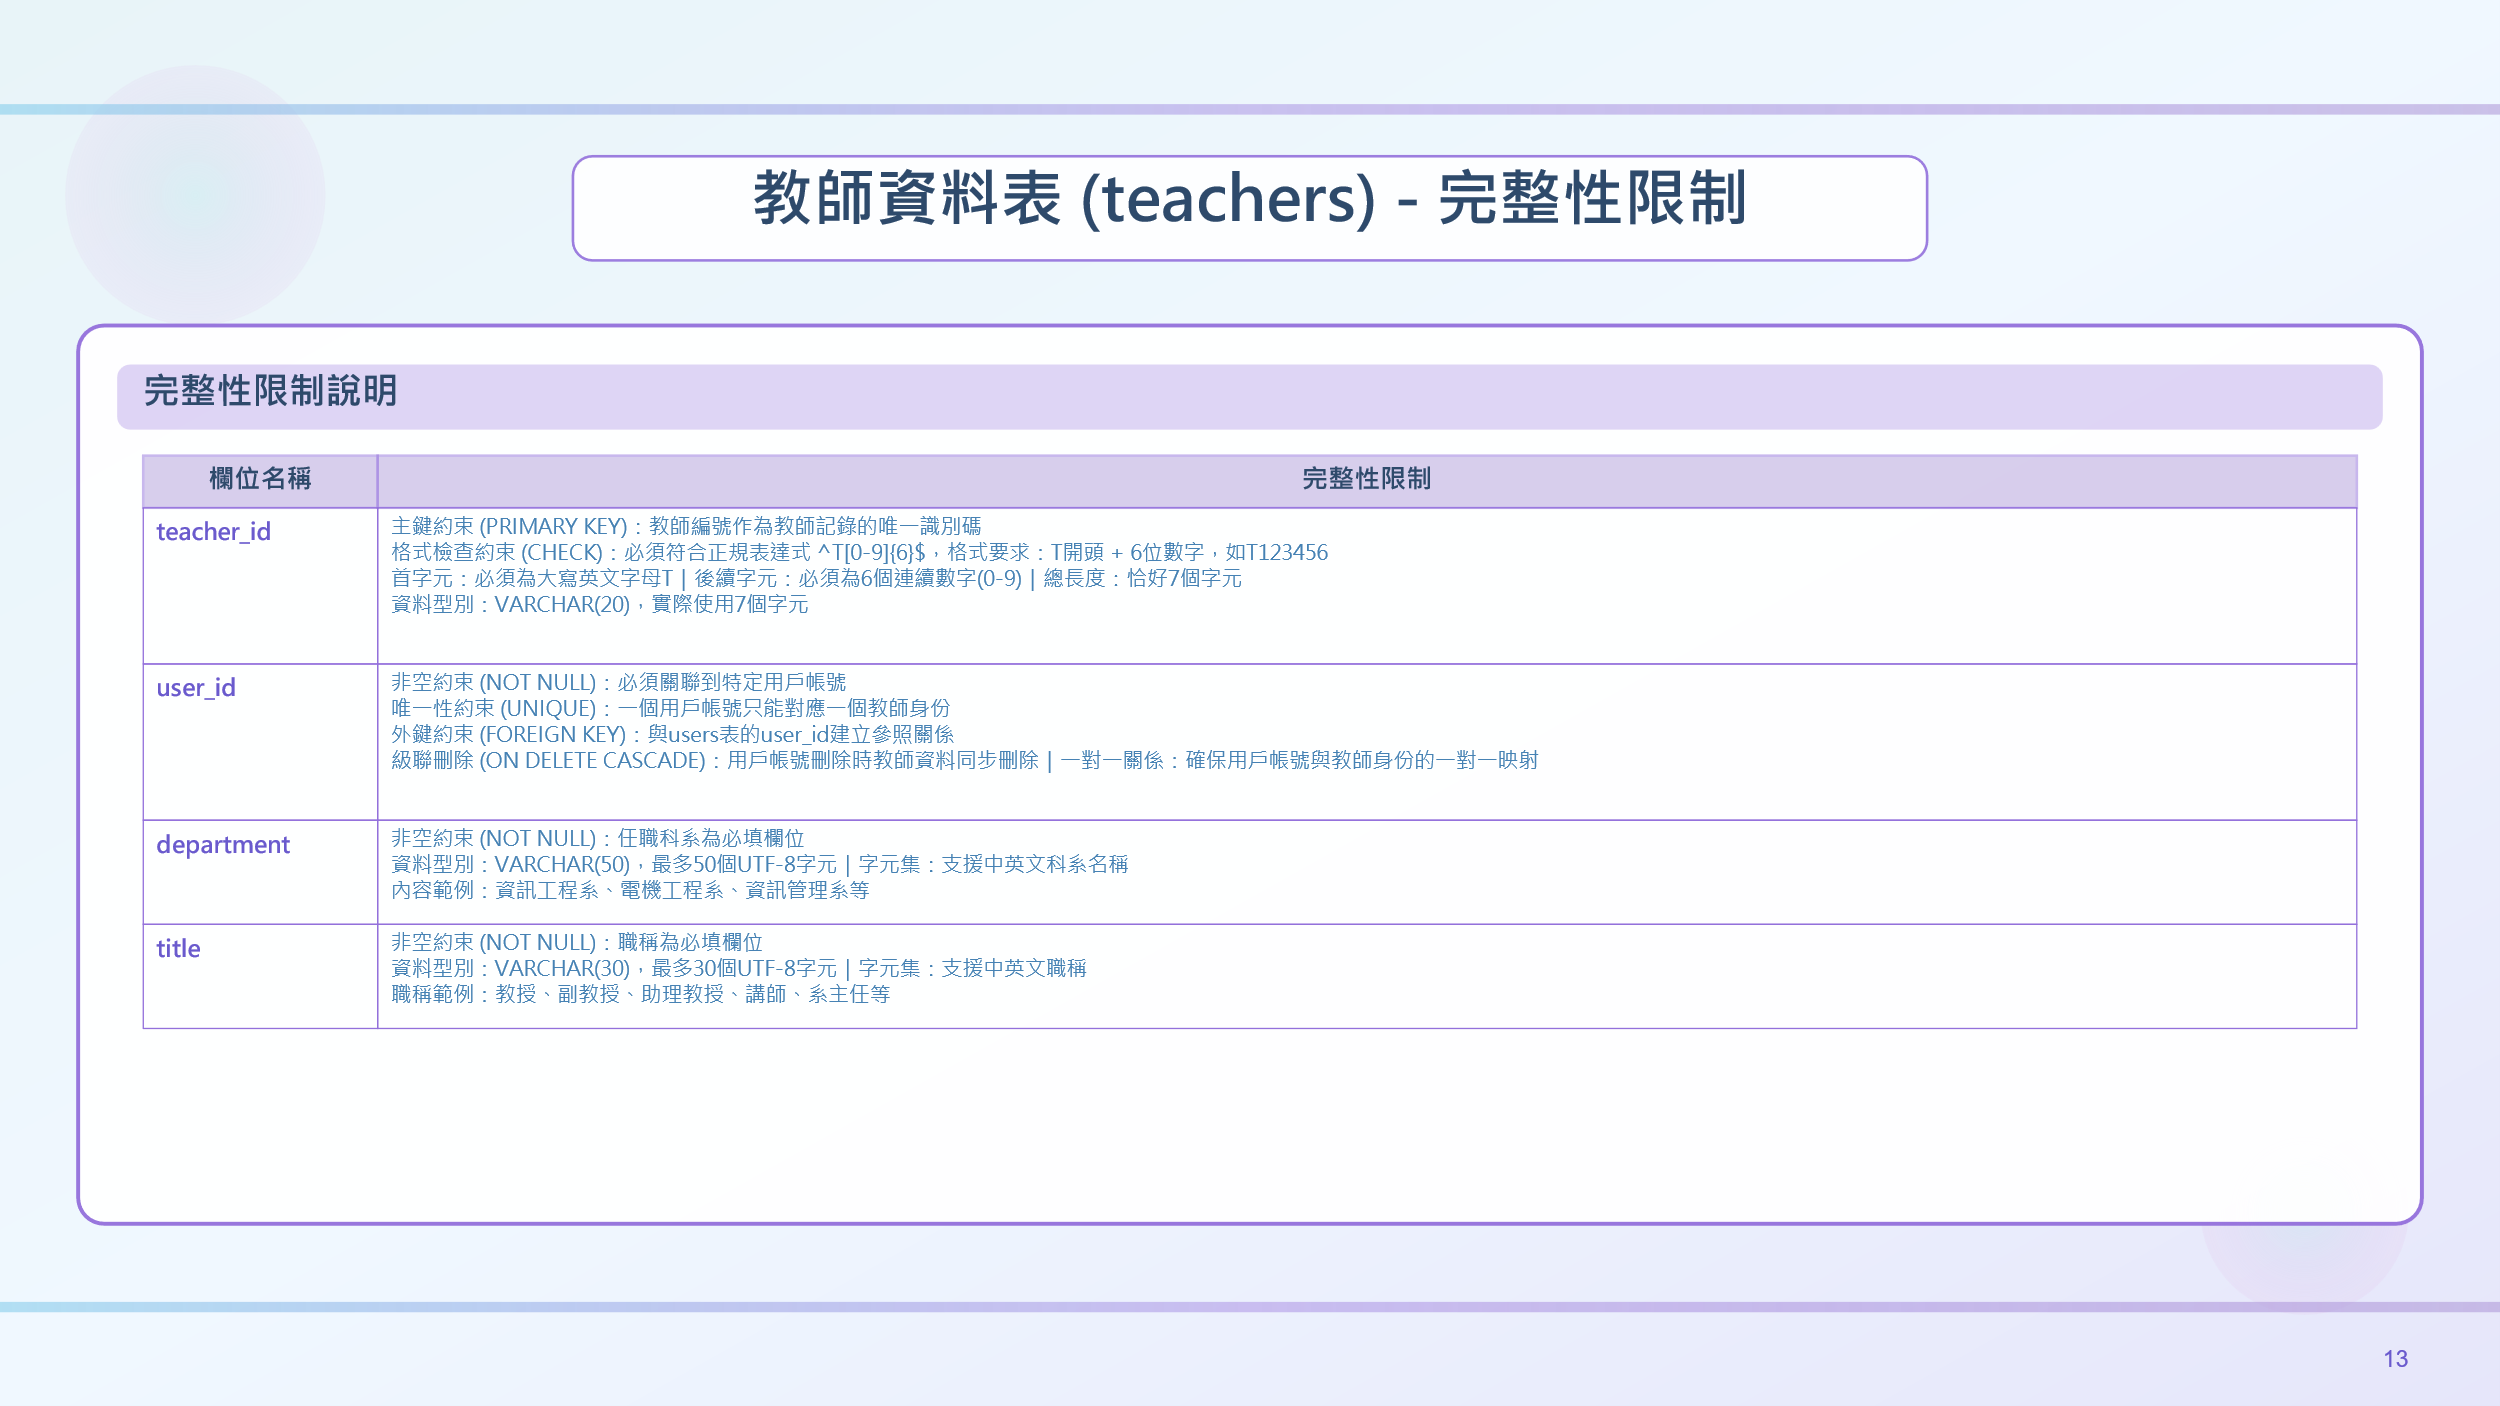 教師資料表 (teachers) - 完整性限制
完整性限制說明
欄位名稱
完整性限制
teacher_id
主鍵約束 (PRIMARY KEY)：教師編號作為教師記錄的唯一識別碼
格式檢查約束 (CHECK)：必須符合正規表達式 ^T[0-9]{6}$，格式要求：T開頭 + 6位數字，如T123456
首字元：必須為大寫英文字母T | 後續字元：必須為6個連續數字(0-9) | 總長度：恰好7個字元
資料型別：VARCHAR(20)，實際使用7個字元
user_id
非空約束 (NOT NULL)：必須關聯到特定用戶帳號
唯一性約束 (UNIQUE)：一個用戶帳號只能對應一個教師身份
外鍵約束 (FOREIGN KEY)：與users表的user_id建立參照關係
級聯刪除 (ON DELETE CASCADE)：用戶帳號刪除時教師資料同步刪除 | 一對一關係：確保用戶帳號與教師身份的一對一映射
department
非空約束 (NOT NULL)：任職科系為必填欄位
資料型別：VARCHAR(50)，最多50個UTF-8字元 | 字元集：支援中英文科系名稱
內容範例：資訊工程系、電機工程系、資訊管理系等
title
非空約束 (NOT NULL)：職稱為必填欄位
資料型別：VARCHAR(30)，最多30個UTF-8字元 | 字元集：支援中英文職稱
職稱範例：教授、副教授、助理教授、講師、系主任等
13